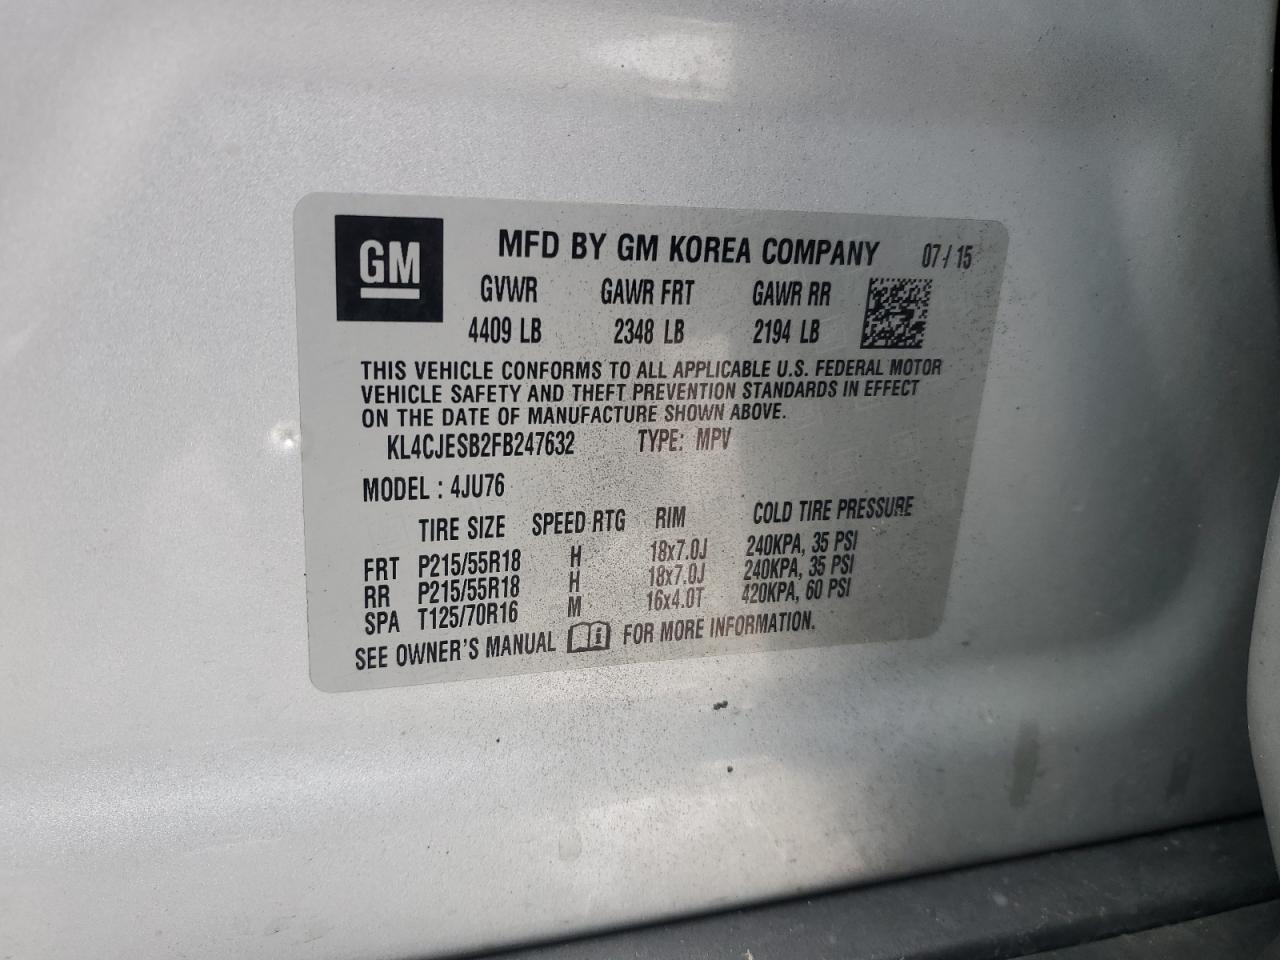 GM
MFD BY GM KOREA COMPANY 07/15
GVWR GAWR FRT GAWR RR
4409 LB 2348 LB 2194 LB
THIS VEHICLE CONFORMS TO ALL APPLICABLE U.S. FEDERAL MOTOR
VEHICLE SAFETY AND THEFT PREVENTION STANDARDS IN EFFECT
ON THE DATE OF MANUFACTURE SHOWN ABOVE.
KL4CJESB2FB247632 TYPE: MPV
MODEL : 4JU76
TIRE SIZE SPEED RTG RIM COLD TIRE PRESSURE
FRT P215/55R18 H 18x7.0J 240KPA, 35 PSI
RR P215/55R18 H 18x7.0J 240KPA, 35 PSI
SPA T125/70R16 M 16x4.0T 420KPA, 60 PSI
SEE OWNER'S MANUAL i FOR MORE INFORMATION.